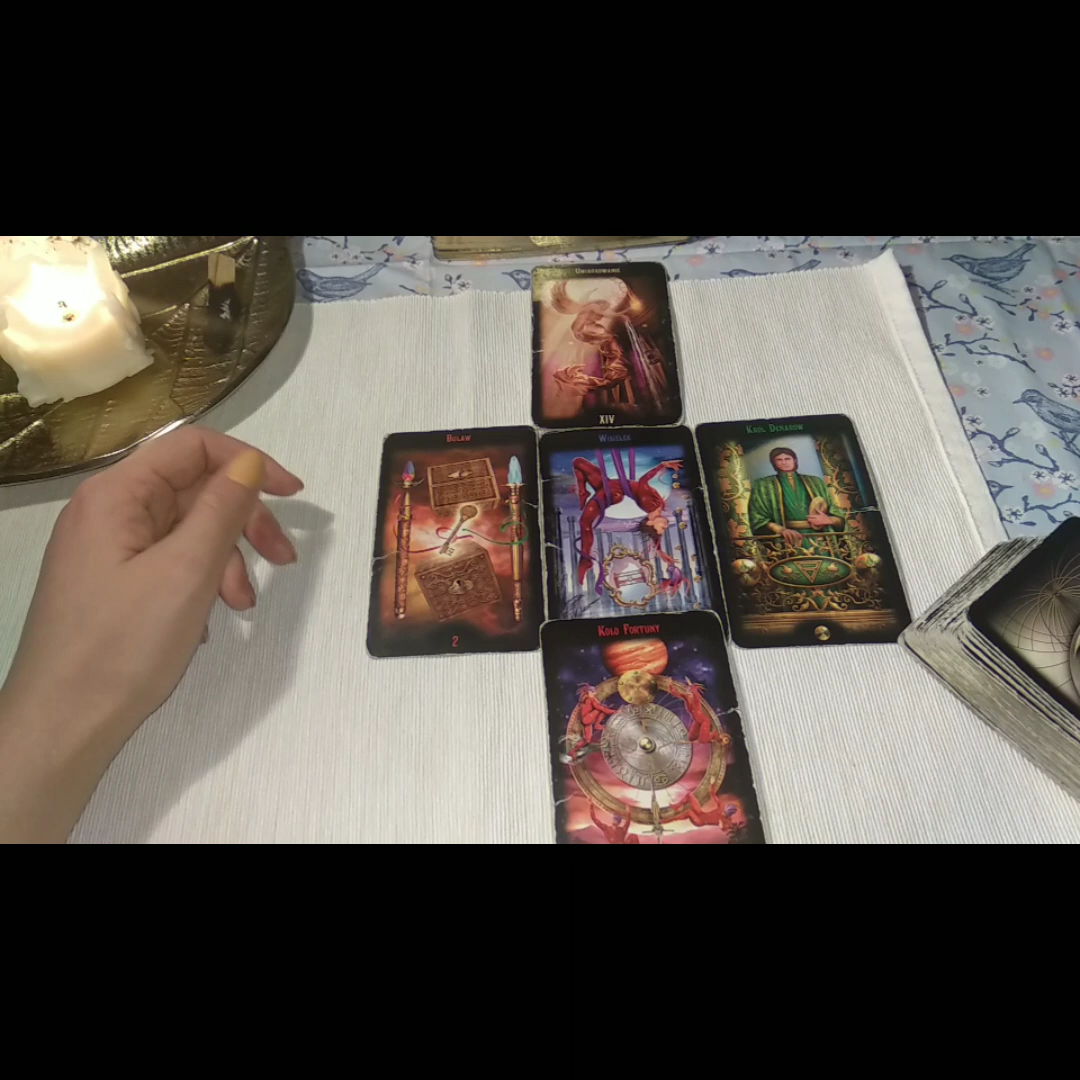 Umiarkowanie
XIV
Buław
2
Wisielec
Król Denarów
Koło Fortuny